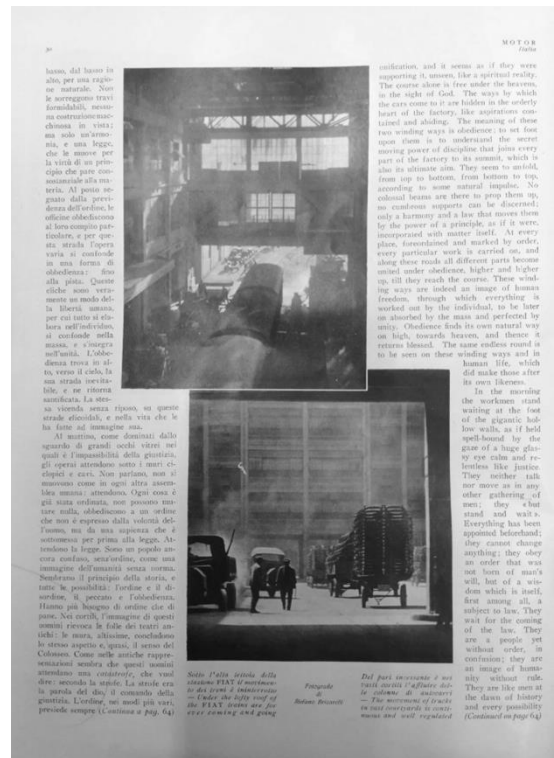 30
MOTOR
Italia
basso, dal basso in
alto, per una ragio-
ne naturale. Non
le sorreggono travi
formidabili, nessu-
na costruzione mac-
chinosa in vista;
ma solo un'armo-
nia, e una legge,
che le muove per
la virtù di un prin-
cipio che pare con-
sostanziale alla ma-
teria. Al posto se-
gnato dalla previ-
denza dell'ordine, le
officine obbediscono
al loro compito par-
ticolare, e per que-
sta strada l'opera
varia si confonde
in una forma di
obbedienza: fino
alla pista. Queste
eliche sono vera-
mente un modo del-
la libertà umana,
per cui tutto si ela-
bora nell'individuo,
si confonde nella
massa, e s'insegna
nell'unità. L'obbe-
dienza trova in al-
to, verso il cielo, la
sua strada inevita-
bile, e ne ritorna
santificata. La stes-
sa vicenda senza riposo, su queste
strade elicoidali, e nella vita che le
ha fatte ad immagine sua.
Al mattino, come dominati dallo
sguardo di grandi occhi vitrei nei
quali è l'impassibilità della giustizia,
gli operai attendono sotto i muri ci-
clopici e cavi. Non parlano, non si
muovono come in ogni altra assem-
blea umana: attendono. Ogni cosa è
già stata ordinata, non possono mu-
tare nulla, obbediscono a un ordine
che non è espresso dalla volontà del-
l'uomo, ma da una sapienza che è
sottomessa per prima alla legge. At-
tendono la legge. Sono un popolo an-
cora confuso, senz'ordine, come una
immagine dell'umanità senza norma.
Sembrano il principio della storia, e
tutte le possibilità: l'ordine e il di-
sordine, il peccato e l'obbedienza.
Hanno più bisogno di ordine che di
pane. Nei cortili, l'immagine di questi
uomini rievoca le folle dei teatri an-
tichi: le mura, altissime, concludono
lo stesso aspetto e, quasi, il senso del
Colosseo. Come nelle antiche rappre-
sentazioni sembra che questi uomini
attendano una catastrofe, che vuol
dire: secondo la strofe. La strofe era
la parola del dio, il comando della
giustizia. L'ordine, nei modi più vari,
presiede sempre (Continua a pag. 64)
unification, and it seems as if they were
supporting it, unseen, like a spiritual reality.
The course alone is free under the heavens,
in the sight of God. The ways by which
the cars come to it are hidden in the orderly
heart of the factory, like aspirations con-
tained and abiding. The meaning of these
two winding ways is obedience; to set foot
upon them is to understand the secret
moving power of discipline that joins every
part of the factory to its summit, which is
also its ultimate aim. They seem to unfold,
from top to bottom, from bottom to top,
according to some natural impulse. No
colossal beams are there to prop them up,
no cumbrous supports can be discerned;
only a harmony and a law that moves them
by the power of a principle, as if it were,
incorporated with matter itself. At every
place, foreordained and marked by order,
every particular work is carried on, and
along these roads all different parts become
united under obedience, higher and higher
up, till they reach the course. These wind-
ing ways are indeed an image of human
freedom, through which everything is
worked out by the individual, to be later
on absorbed by the mass and perfected by
unity. Obedience finds its own natural way
on high, towards heaven, and thence it
returns blessed. The same endless round is
to be seen on these winding ways and in
human life, which
did make those after
its own likeness.
In the morning
the workmen stand
waiting at the foot
of the gigantic hol-
low walls, as if held
spell-bound by the
gaze of a huge glas-
sy eye calm and re-
lentless like justice.
They neither talk
nor move as in any
other gathering of
men; they « but
stand and wait ».
Everything has been
appointed beforehand;
they cannot change
anything; they obey
an order that was
not born of man's
will, but of a wis-
dom which is itself,
first among all, a
subject to law. They
wait for the coming
of the law. They
are a people yet
without order, in
confusion; they are
an image of huma-
nity without rule.
They are like men at
the dawn of history
and every possibility
(Continued on page 64)
Sotto l'alta tettoia della
stazione FIAT il movimen-
to dei treni è ininterrotto
— Under the lofty roof of
the FIAT trains are for
ever coming and going
Fotografie
di
Stefano Bricarelli
Dal pari incessante è nei
vasti cortili l'affluire del-
le colonne di autocarri
— The movement of trucks
in vast courtyards is conti-
nuous and well regulated